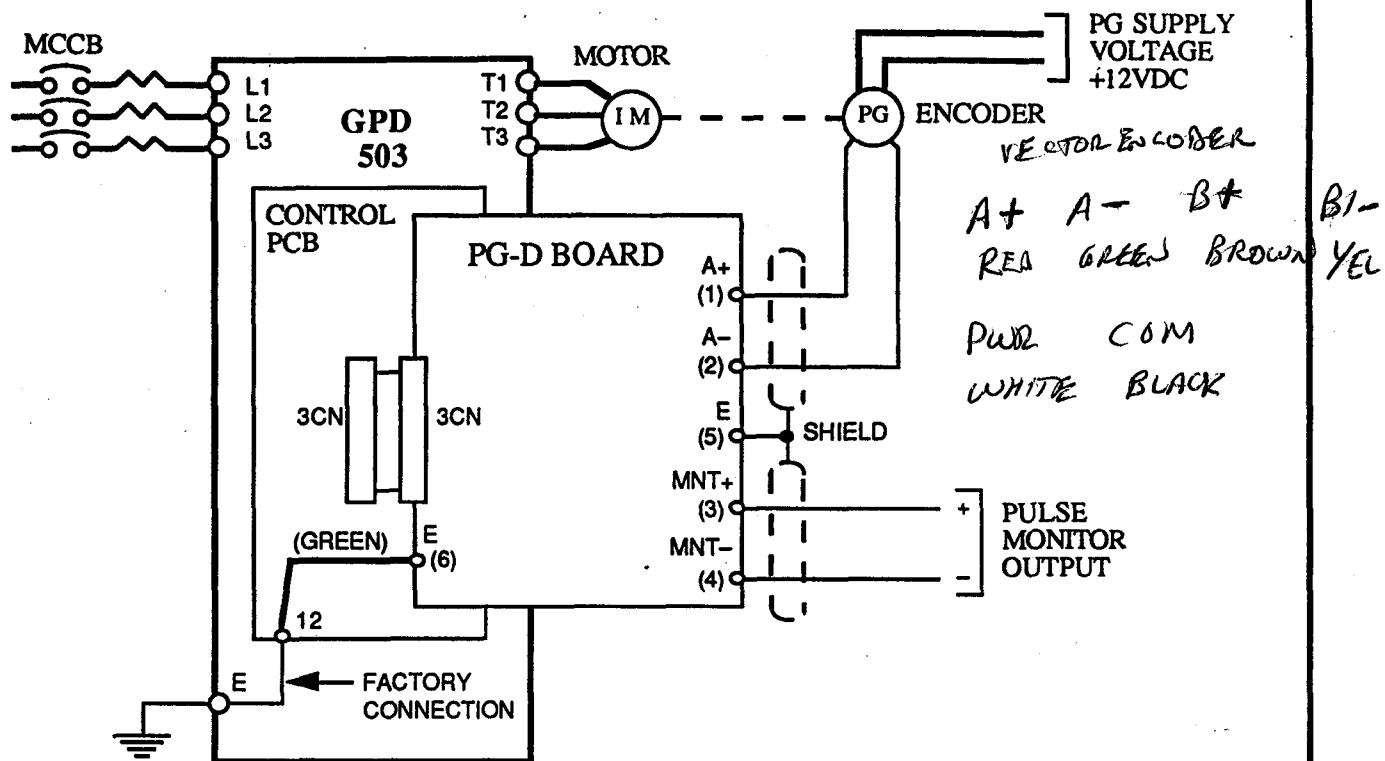 MCCB
L1
L2
L3
GPD
503
T1
T2
T3
MOTOR
IM
PG
ENCODER
PG SUPPLY
VOLTAGE
+12VDC
VECTOR ENCODER
A+ A- B+ B1-
RED GREEN BROWN YEL
PWR COM
WHITE BLACK
CONTROL
PCB
PG-D BOARD
A+
(1)
A-
(2)
E
(5)
SHIELD
MNT+
(3)
MNT-
(4)
+
-
PULSE
MONITOR
OUTPUT
3CN
3CN
(GREEN)
E
(6)
12
E
FACTORY
CONNECTION